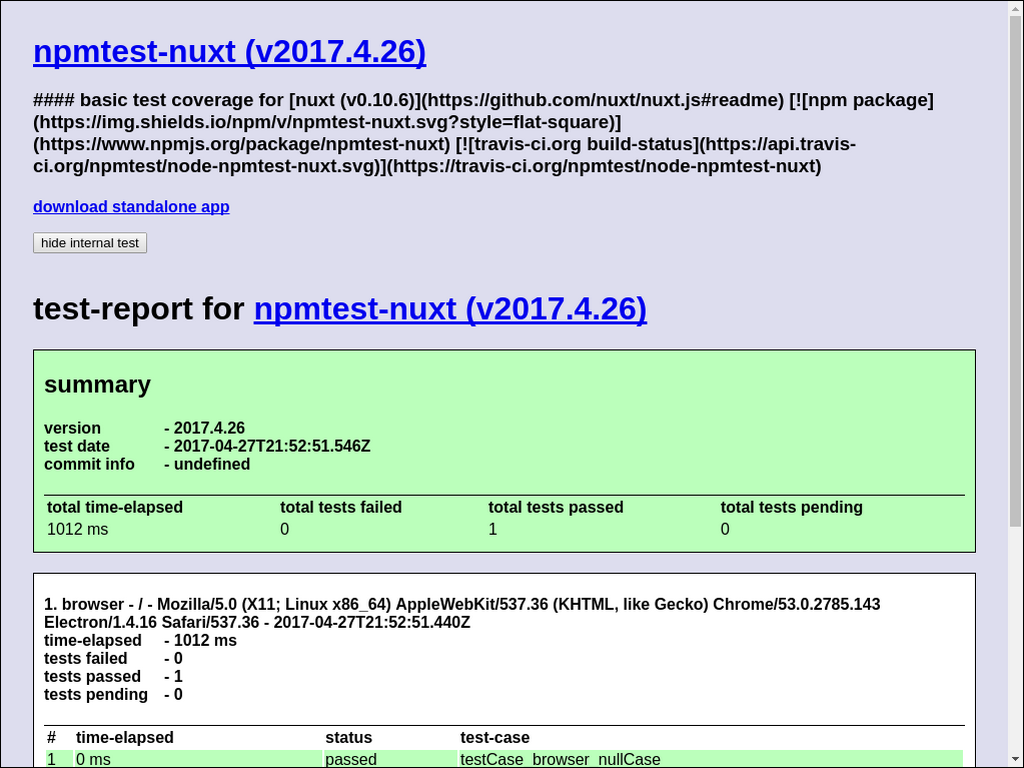 npmtest-nuxt (v2017.4.26)
#### basic test coverage for [nuxt (v0.10.6)](https://github.com/nuxt/nuxt.js#readme) [![npm package]
(https://img.shields.io/npm/v/npmtest-nuxt.svg?style=flat-square)]
(https://www.npmjs.org/package/npmtest-nuxt) [![travis-ci.org build-status](https://api.travis-
ci.org/npmtest/node-npmtest-nuxt.svg)](https://travis-ci.org/npmtest/node-npmtest-nuxt)
download standalone app
hide internal test
test-report for npmtest-nuxt (v2017.4.26)
summary
version - 2017.4.26
test date - 2017-04-27T21:52:51.546Z
commit info - undefined
total time-elapsed total tests failed total tests passed total tests pending
1012 ms 0 1 0
1. browser - / - Mozilla/5.0 (X11; Linux x86_64) AppleWebKit/537.36 (KHTML, like Gecko) Chrome/53.0.2785.143
Electron/1.4.16 Safari/537.36 - 2017-04-27T21:52:51.440Z
time-elapsed - 1012 ms
tests failed - 0
tests passed - 1
tests pending - 0
# time-elapsed status test-case
1 0 ms passed testCase_browser_nullCase